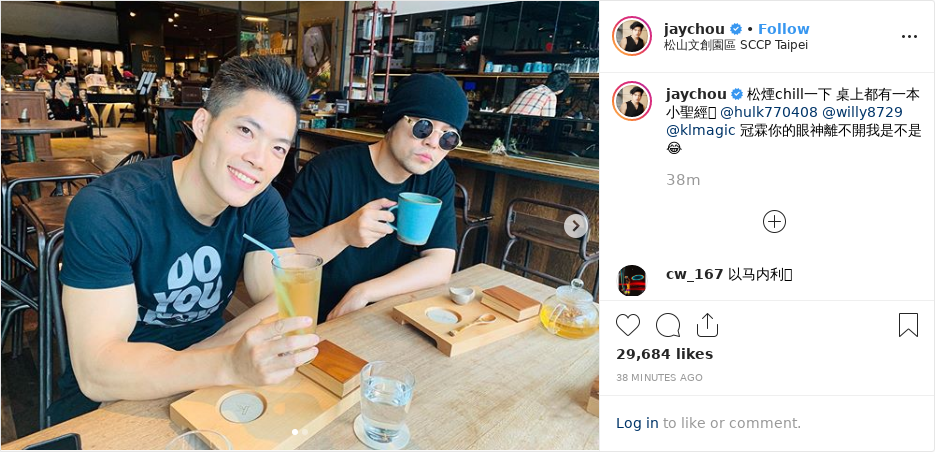 jaychou • Follow
松山文創園區 SCCP Taipei
jaychou 松煙chill一下 桌上都有一本
小聖經 @hulk770408 @willy8729
@klmagic 冠霖你的眼神離不開我是不是
😂
38m
cw_167 以马内利
29,684 likes
38 MINUTES AGO
Log in to like or comment.
DO
YOU